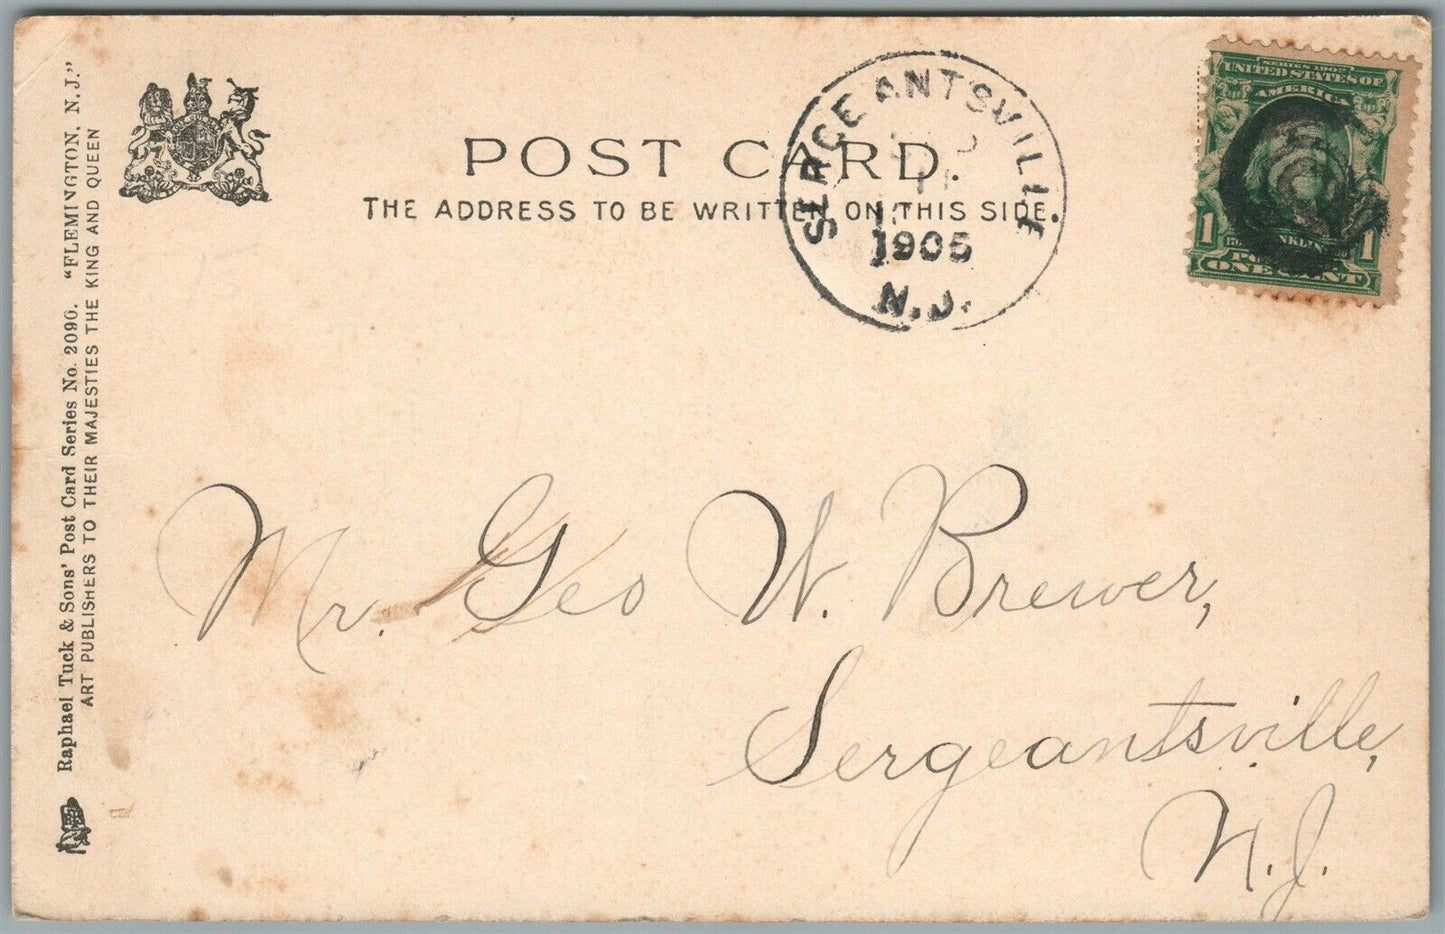 Raphael Tuck & Sons' Post Card Series No. 2090. "FLEMINGTON, N.J."
ART PUBLISHERS TO THEIR MAJESTIES THE KING AND QUEEN
POST CARD.
THE ADDRESS TO BE WRITTEN ON THIS SIDE.
1905
N.J.
SERIES 1902
UNITED STATES OF
AMERICA
1 1
ONE CENT
Mr. Geo W. Brewer,
Sergeantsville,
N.J.